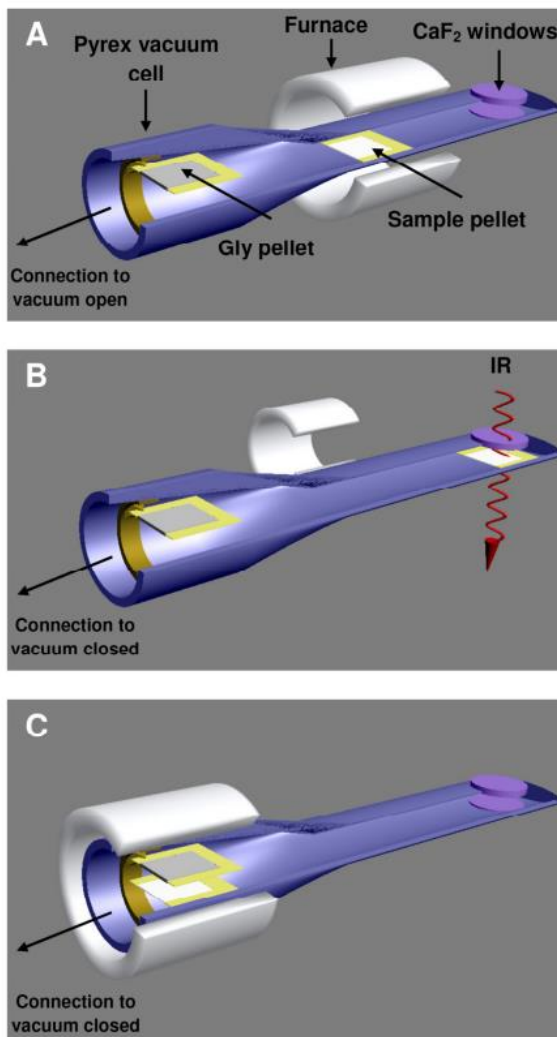 A
Pyrex vacuum
cell
Furnace
CaF₂ windows
Gly pellet
Sample pellet
Connection to
vacuum open
B
IR
Connection to
vacuum closed
C
Connection to
vacuum closed